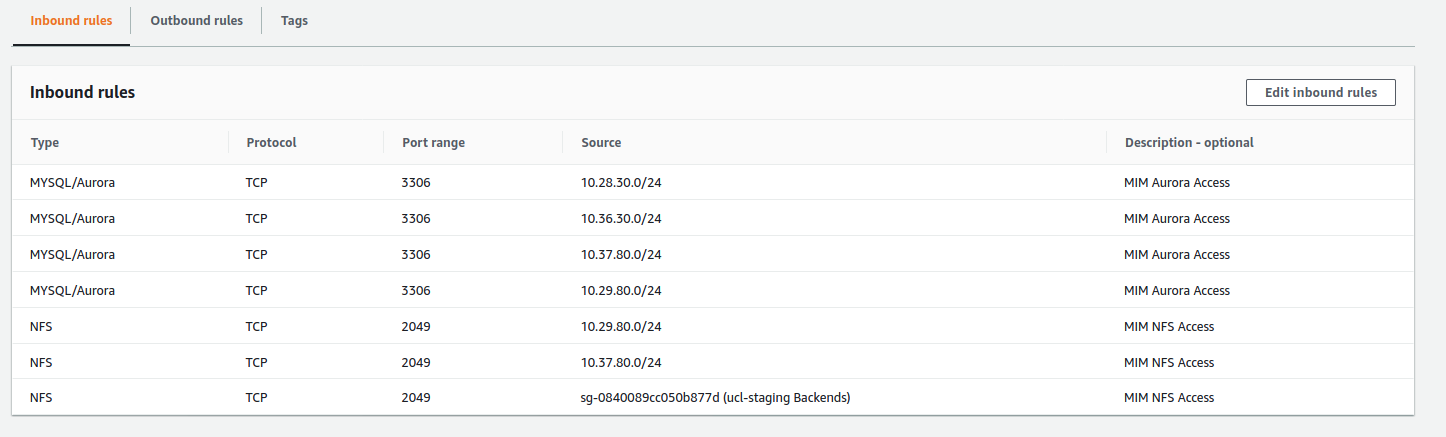 Inbound rules Outbound rules Tags
Inbound rules Edit inbound rules
Type Protocol Port range Source Description - optional
MYSQL/Aurora TCP 3306 10.28.30.0/24 MIM Aurora Access
MYSQL/Aurora TCP 3306 10.36.30.0/24 MIM Aurora Access
MYSQL/Aurora TCP 3306 10.37.80.0/24 MIM Aurora Access
MYSQL/Aurora TCP 3306 10.29.80.0/24 MIM Aurora Access
NFS TCP 2049 10.29.80.0/24 MIM NFS Access
NFS TCP 2049 10.37.80.0/24 MIM NFS Access
NFS TCP 2049 sg-0840089cc050b877d (ucl-staging Backends) MIM NFS Access